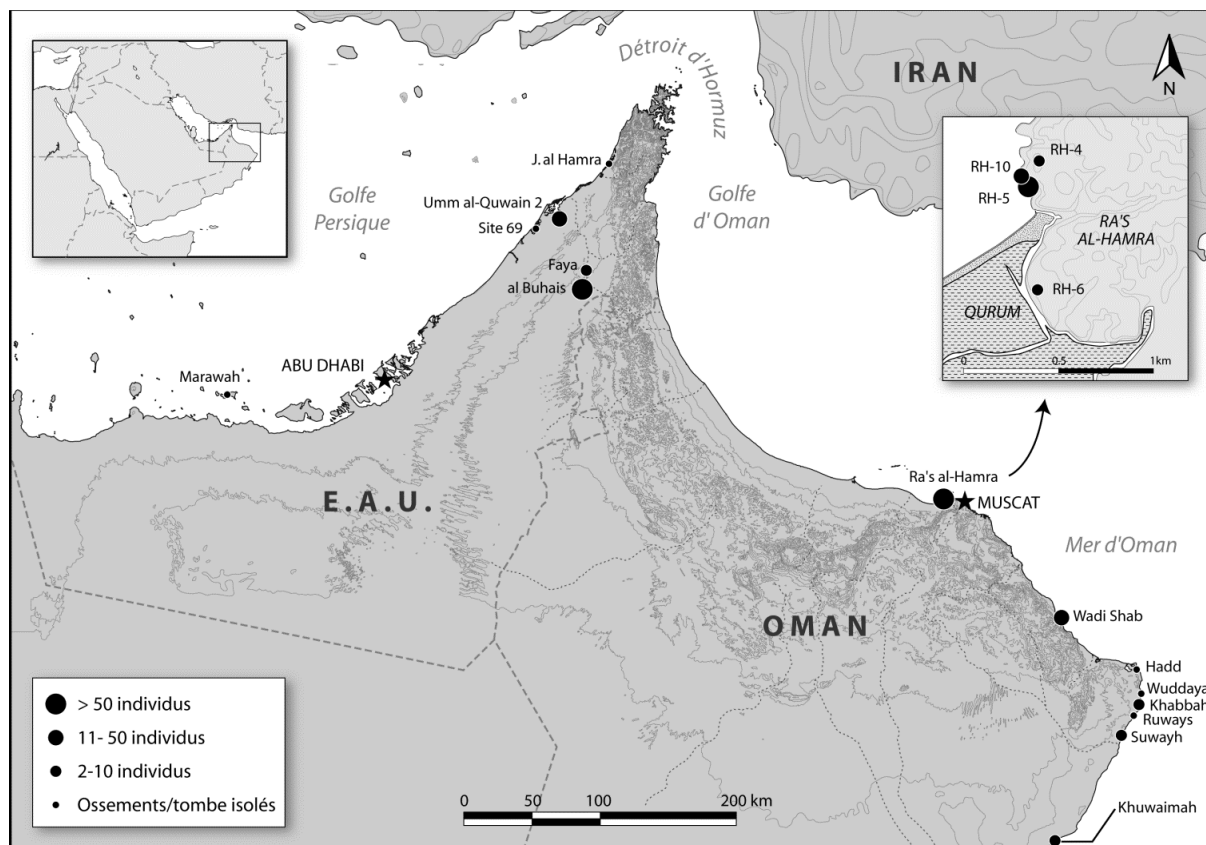 Détroit d'Hormuz
IRAN
N
J. al Hamra
Golfe
Persique
Umm al-Quwain 2
Site 69
Golfe
d' Oman
Faya
al Buhais
RH-4
RH-10
RH-5
RA'S
AL-HAMRA
RH-6
QURUM
0 0.5 1km
ABU DHABI
Marawah
E.A.U.
Ra's al-Hamra
MUSCAT
Mer d'Oman
OMAN
Wadi Shab
Hadd
Wuddaya
Khabbah
Ruways
Suwayh
Khuwaimah
> 50 individus
11- 50 individus
2-10 individus
Ossements/tombe isolés
0 50 100 200 km